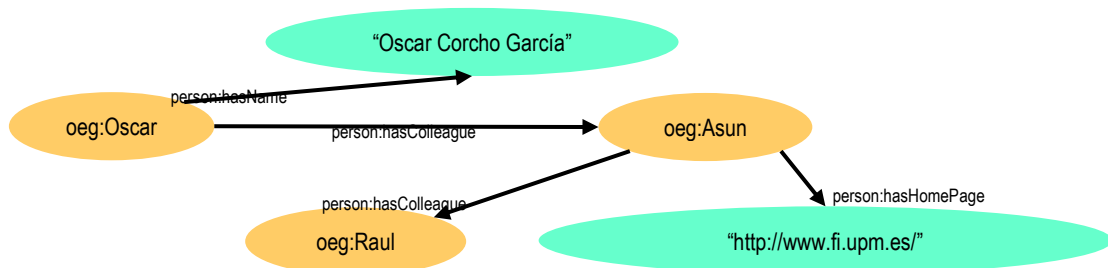 “Oscar Corcho García”
person:hasName
oeg:Oscar
person:hasColleague
oeg:Asun
person:hasColleague
person:hasHomePage
oeg:Raul
“http://www.fi.upm.es/”